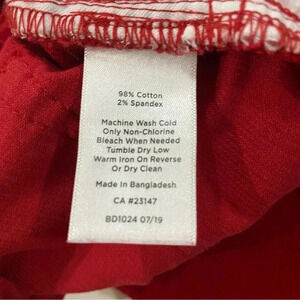 98% Cotton
2% Spandex
Machine Wash Cold
Only Non-Chlorine
Bleach When Needed
Tumble Dry Low
Warm Iron On Reverse
Or Dry Clean
Made In Bangladesh
CA #23147
BD1024 07/19